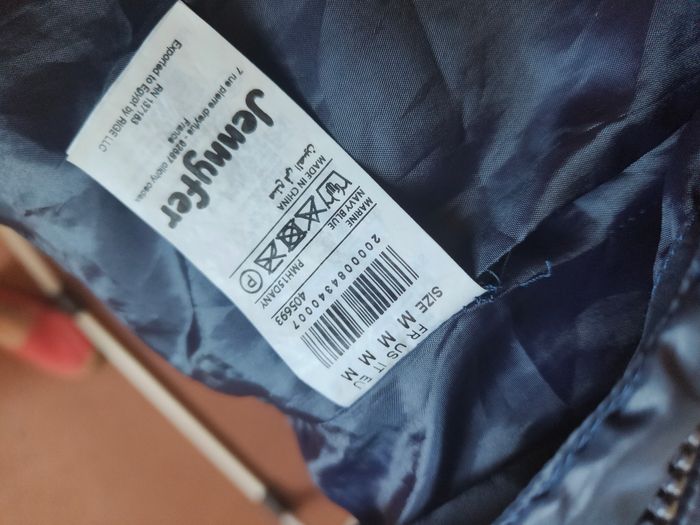 FR US IT EU
SIZE M M M M
2000084340007
405693
MARINE
NAVY BLUE
PMH15DANY
P
MADE IN CHINA
صنع في الصين
Jennyfer
7 rue pierre dreyfus - 92587 clichy cedex
France
RN 137163
Exported to Egypt by RIDE LLC